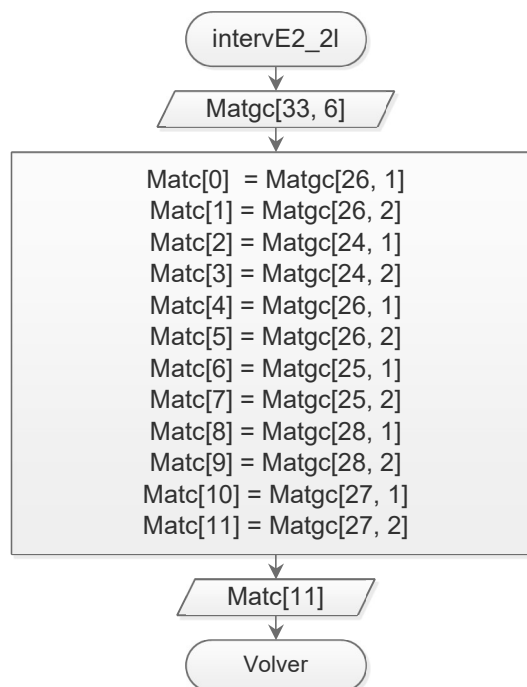 intervE2_2l
Matgc[33, 6]
Matc[0]  = Matgc[26, 1]
Matc[1] = Matgc[26, 2]
Matc[2] = Matgc[24, 1]
Matc[3] = Matgc[24, 2]
Matc[4] = Matgc[26, 1]
Matc[5] = Matgc[26, 2]
Matc[6] = Matgc[25, 1]
Matc[7] = Matgc[25, 2]
Matc[8] = Matgc[28, 1]
Matc[9] = Matgc[28, 2]
Matc[10] = Matgc[27, 1]
Matc[11] = Matgc[27, 2]
Matc[11]
Volver